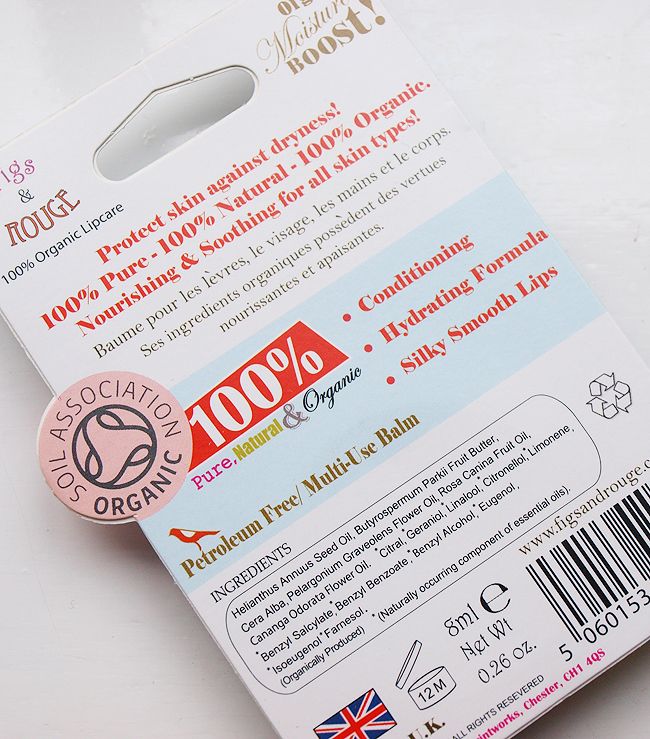 Moisture
BOOST!
& ROUGE
100% Organic Lipcare
Protect skin against dryness!
100% Pure - 100% Natural - 100% Organic.
Nourishing & Soothing for all skin types!
Baume pour les lèvres, le visage, les mains et le corps.
Ses ingredients organiques possèdent des vertues
nourissantes et apaisantes.
100%
Pure, Natural & Organic
• Conditioning
• Hydrating Formula
• Silky Smooth Lips
SOIL ASSOCIATION
ORGANIC
Petroleum Free/ Multi-Use Balm
INGREDIENTS
Helianthus Annuus Seed Oil, Butyrospermum Parkii Fruit Butter,
Cera Alba, Pelargonium Graveolens Flower Oil, Rosa Canina Fruit Oil,
Cananga Odorata Flower Oil. *Citral, *Geraniol, *Linalool, *Citronellol, *Limonene,
*Benzyl Salcylate, Benzyl Benzoate, *Benzyl Alcohol, *Eugenol,
*Isoeugenol *Farnesol. *(Naturally occurring component of essential oils).
(Organically Produced)
8ml e
Net Wt
0.26 oz.
12M
5 060153
U.K.
ALL RIGHTS RESEVERED
Chester, CH1 4QS